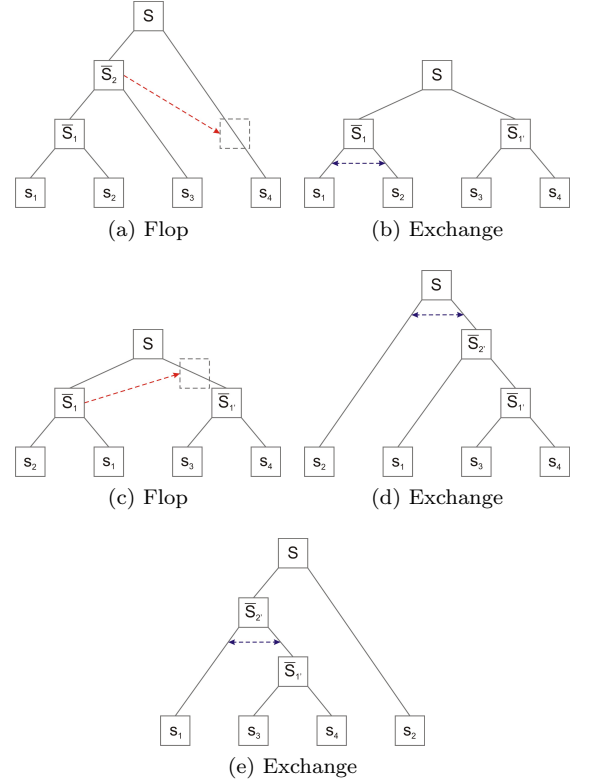 S
S̅₂
S̅₁
s₁ s₂ s₃ s₄
(a) Flop
S
S̅₁ S̅₁'
s₁ s₂ s₃ s₄
(b) Exchange
S
S̅₁ S̅₁'
s₂ s₁ s₃ s₄
(c) Flop
S
S̅₂'
S̅₁'
s₂ s₁ s₃ s₄
(d) Exchange
S
S̅₂'
S̅₁'
s₁ s₃ s₄ s₂
(e) Exchange